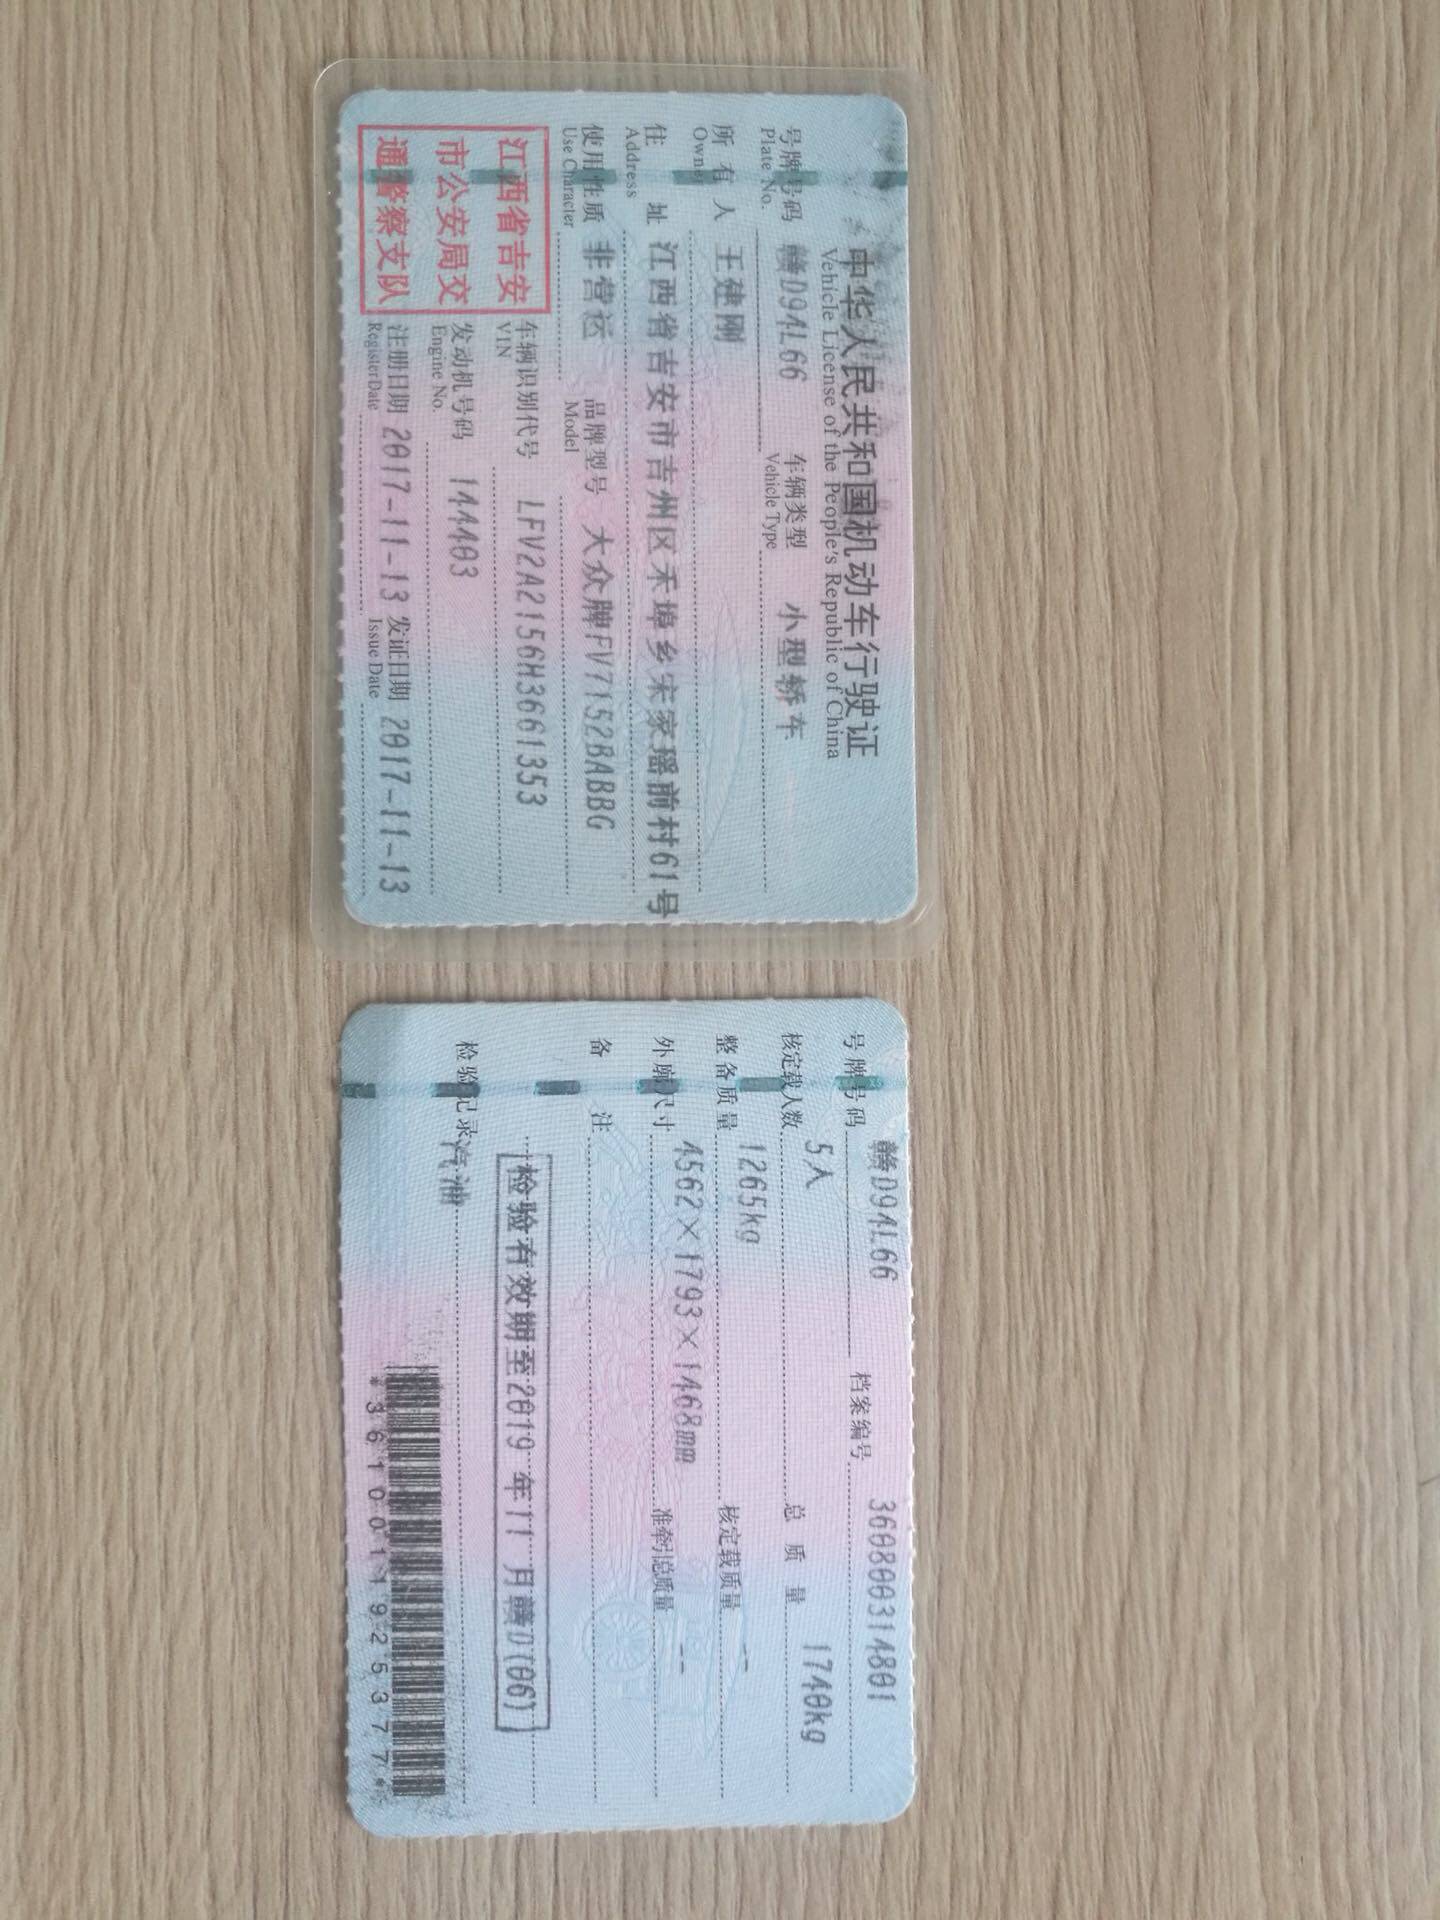 中华人民共和国机动车行驶证
Vehicle License of the People's Republic of China
号牌号码 赣D94L66 车辆类型 小型轿车
Plate No. Vehicle Type
所有人 王建刚
Owner
住址 江西省吉安市吉州区禾埠乡宋家瑶前村61号
Address
使用性质 非营运 品牌型号 大众牌FV7152BABBG
Use Character Model
江西省吉安
市公安局交
通警察支队
车辆识别代号 LFV2A2156H3661353
VIN
发动机号码 144403
Engine No.
注册日期 2017-11-13 发证日期 2017-11-13
Register Date Issue Date
号牌号码 赣D94L66 档案编号 360800314801
核定载人数 5人 总质量 1740kg
整备质量 1265kg 核定载质量 --
外廓尺寸 4562×1793×1468mm 准牵引总质量 --
备注
检验有效期至2019年11月赣D(06)
检验记录 汽油
*3610011925377*